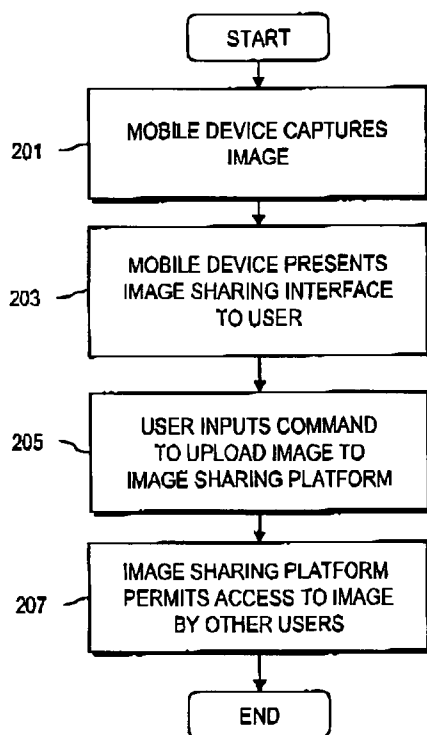 START
201
MOBILE DEVICE CAPTURES
IMAGE
203
MOBILE DEVICE PRESENTS
IMAGE SHARING INTERFACE
TO USER
205
USER INPUTS COMMAND
TO UPLOAD IMAGE TO
IMAGE SHARING PLATFORM
207
IMAGE SHARING PLATFORM
PERMITS ACCESS TO IMAGE
BY OTHER USERS
END